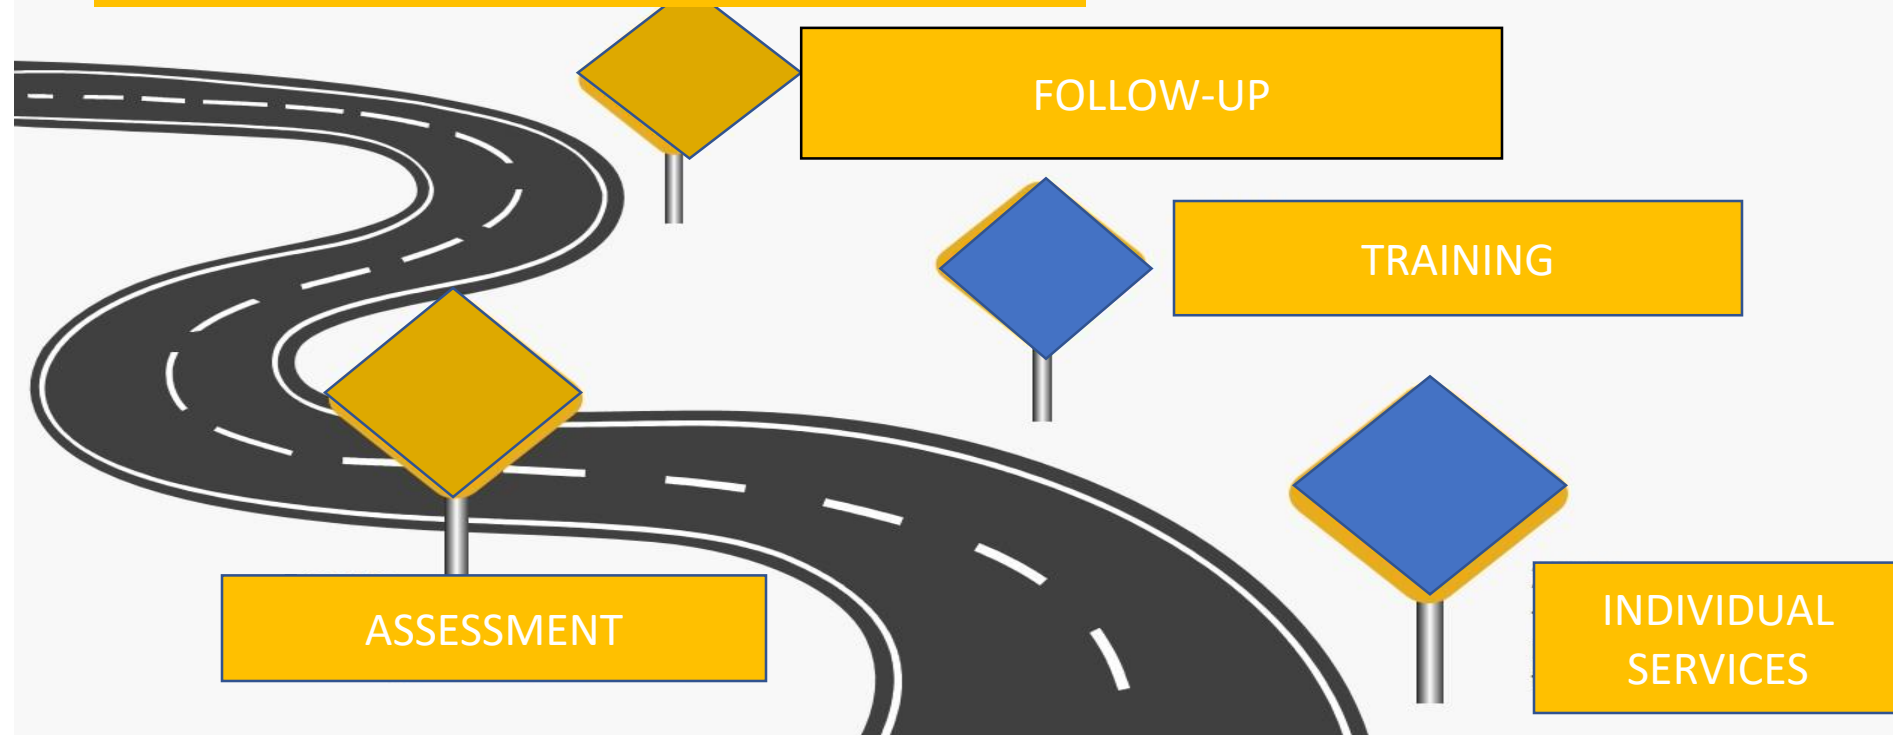 FOLLOW-UP
TRAINING
ASSESSMENT
INDIVIDUAL
SERVICES